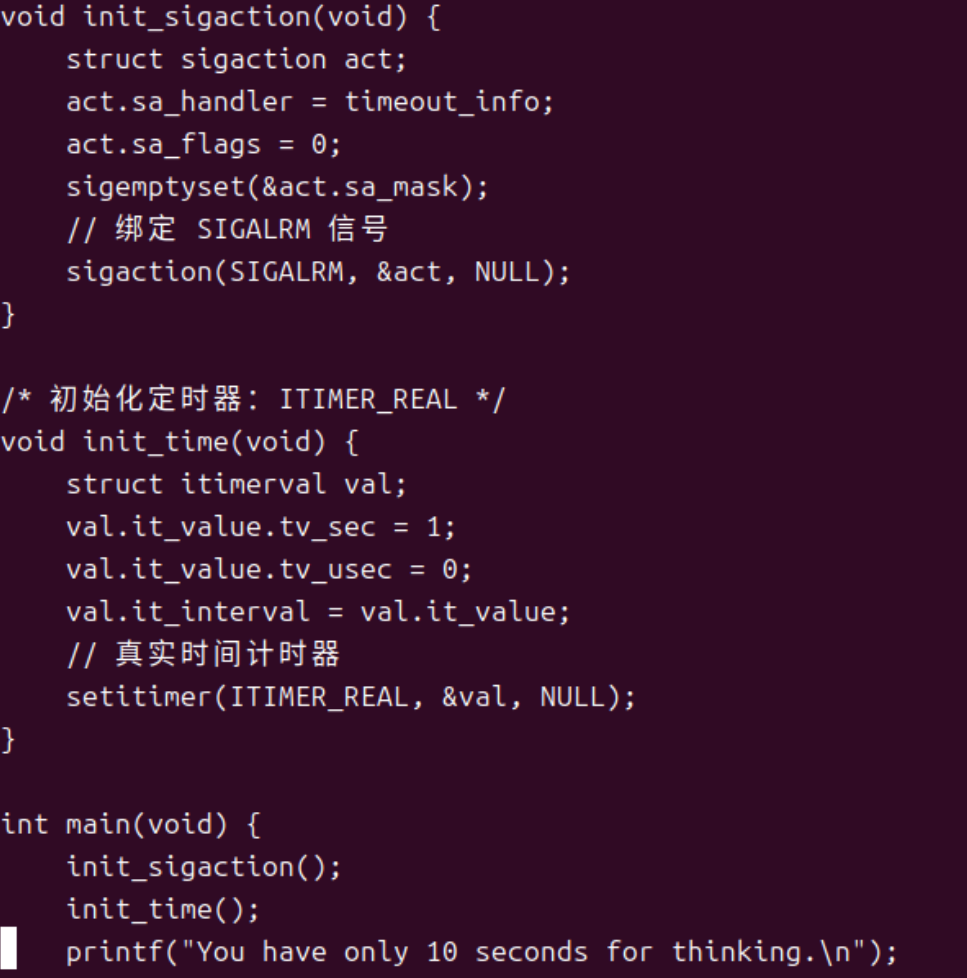 void init_sigaction(void) {
    struct sigaction act;
    act.sa_handler = timeout_info;
    act.sa_flags = 0;
    sigemptyset(&act.sa_mask);
    // 绑定 SIGALRM 信号
    sigaction(SIGALRM, &act, NULL);
}

/* 初始化定时器：ITIMER_REAL */
void init_time(void) {
    struct itimerval val;
    val.it_value.tv_sec = 1;
    val.it_value.tv_usec = 0;
    val.it_interval = val.it_value;
    // 真实时间计时器
    setitimer(ITIMER_REAL, &val, NULL);
}

int main(void) {
    init_sigaction();
    init_time();
    printf("You have only 10 seconds for thinking.\n");